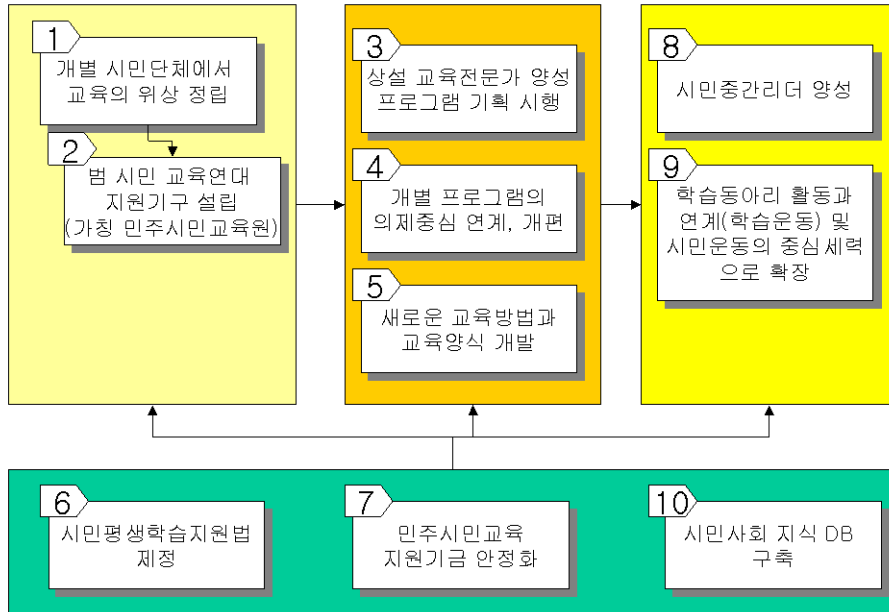 1
개별 시민단체에서
교육의 위상 정립
2
범 시민 교육연대
지원기구 설립
(가칭 민주시민교육원)
3
상설 교육전문가 양성
프로그램 기획 시행
4
개별 프로그램의
의제중심 연계, 개편
5
새로운 교육방법과
교육양식 개발
8
시민중간리더 양성
9
학습동아리 활동과
연계(학습운동) 및
시민운동의 중심세력
으로 확장
6
시민평생학습지원법
제정
7
민주시민교육
지원기금 안정화
10
시민사회 지식 DB
구축